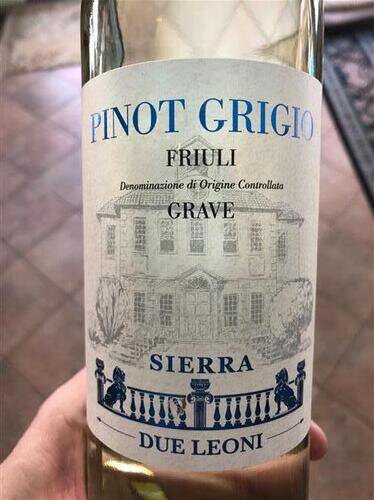 PINOT GRIGIO
FRIULI
Denominazione di Origine Controllata
GRAVE
SIERRA
DUE LEONI